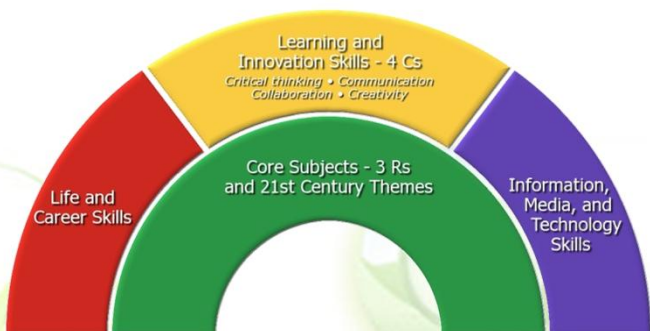 Learning and
Innovation Skills - 4 Cs
Critical thinking • Communication
Collaboration • Creativity
Core Subjects - 3 Rs
and 21st Century Themes
Life and
Career Skills
Information,
Media, and
Technology
Skills